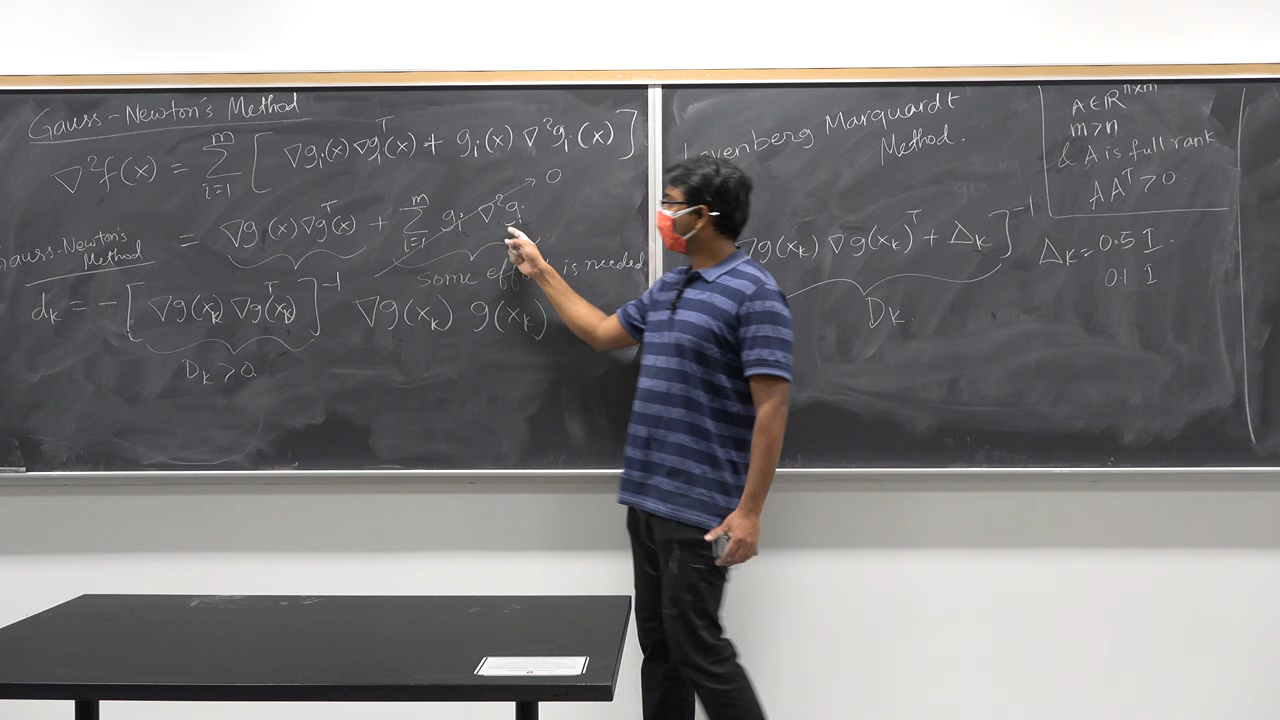 Gauss-Newton's Method
∇²f(x) = Σ_{i=1}^{m} [ ∇g_i(x) ∇g_i^T(x) + g_i(x) ∇²g_i(x) ]
= ∇g(x) ∇g^T(x) + Σ_{i=1}^{m} g_i ∇²g_i → 0
Some is needed
Gauss-Newton's
Method
d_k = - [ ∇g(x_k) ∇g^T(x_k) ]^{-1} ∇g(x_k) g(x_k)
D_k > 0.
Levenberg Marquardt
Method.
∇g(x_k) ∇g(x_k)^T + Δ_k ]^{-1}
D_k.
A ∈ R^{n×m}
m > n
& A is full rank
AA^T > 0.
Δ_k = 0.5 I.
0.1 I